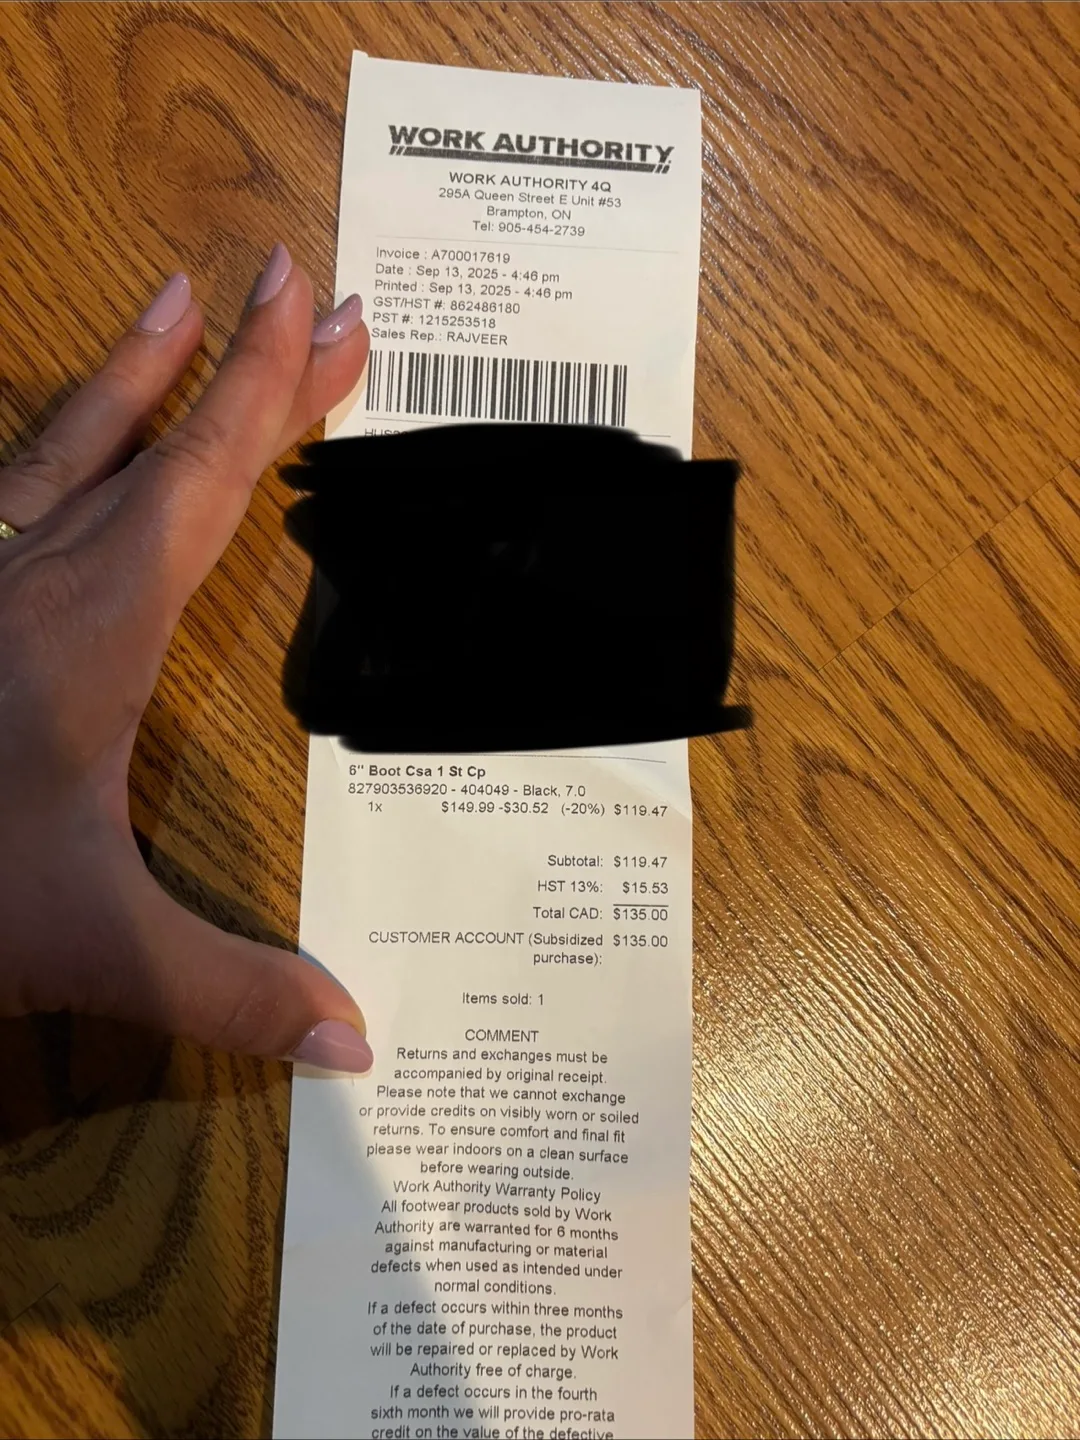 WORK AUTHORITY
WORK AUTHORITY 4Q
295A Queen Street E Unit #53
Brampton, ON
Tel: 905-454-2739
Invoice : A700017619
Date : Sep 13, 2025 - 4:46 pm
Printed : Sep 13, 2025 - 4:46 pm
GST/HST #: 862486180
PST #: 1215253518
Sales Rep.: RAJVEER
6" Boot Csa 1 St Cp
827903536920 - 404049 - Black, 7.0
1x $149.99 -$30.52 (-20%) $119.47
Subtotal: $119.47
HST 13%: $15.53
Total CAD: $135.00
CUSTOMER ACCOUNT (Subsidized $135.00
purchase):
Items sold: 1
COMMENT
Returns and exchanges must be
accompanied by original receipt.
Please note that we cannot exchange
or provide credits on visibly worn or soiled
returns. To ensure comfort and final fit
please wear indoors on a clean surface
before wearing outside.
Work Authority Warranty Policy
All footwear products sold by Work
Authority are warranted for 6 months
against manufacturing or material
defects when used as intended under
normal conditions.
If a defect occurs within three months
of the date of purchase, the product
will be repaired or replaced by Work
Authority free of charge.
If a defect occurs in the fourth
sixth month we will provide pro-rata
credit on the value of the defective